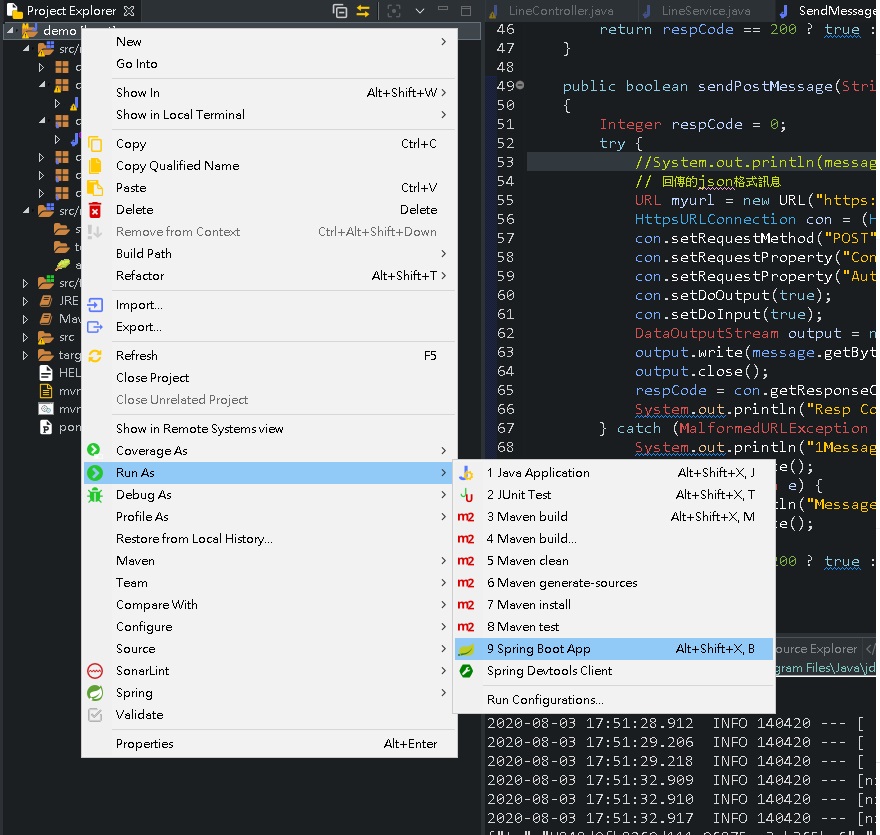 Project Explorer
demo
src/
src/
src/
JRE
Mav
src
targ
HEL
mvn
mvn
pon
New
Go Into
Show In Alt+Shift+W
Show in Local Terminal
Copy Ctrl+C
Copy Qualified Name
Paste Ctrl+V
Delete Delete
Remove from Context Ctrl+Alt+Shift+Down
Build Path
Refactor Alt+Shift+T
Import...
Export...
Refresh F5
Close Project
Close Unrelated Project
Show in Remote Systems view
Coverage As
Run As
Debug As
Profile As
Restore from Local History...
Maven
Team
Compare With
Configure
Source
SonarLint
Spring
Validate
Properties Alt+Enter
1 Java Application Alt+Shift+X, J
2 JUnit Test Alt+Shift+X, T
3 Maven build Alt+Shift+X, M
4 Maven build...
5 Maven clean
6 Maven generate-sources
7 Maven install
8 Maven test
9 Spring Boot App Alt+Shift+X, B
Spring Devtools Client
Run Configurations...
LineController.java LineService.java SendMessage
46 return respCode == 200 ? true :
47 }
48
49 public boolean sendPostMessage(Stri
50 {
51 Integer respCode = 0;
52 try {
53 //System.out.println(messag
54 // 回傳的json格式訊息
55 URL myurl = new URL("https:
56 HttpsURLConnection con = (H
57 con.setRequestMethod("POST"
58 con.setRequestProperty("Con
59 con.setRequestProperty("Aut
60 con.setDoOutput(true);
61 con.setDoInput(true);
62 DataOutputStream output = n
63 output.write(message.getByt
64 output.close();
65 respCode = con.getResponseC
66 System.out.println("Resp Co
67 } catch (MalformedURLException
68 System.out.println("1Messag
ce();
e) {
ln("Messag
ce();
200 ? true :
ource Explorer
gram Files\Java\jd
2020-08-03 17:51:28.912 INFO 140420 --- [
2020-08-03 17:51:29.206 INFO 140420 --- [
2020-08-03 17:51:29.218 INFO 140420 --- [
2020-08-03 17:51:32.909 INFO 140420 --- [n
2020-08-03 17:51:32.910 INFO 140420 --- [n
2020-08-03 17:51:32.917 INFO 140420 --- [n